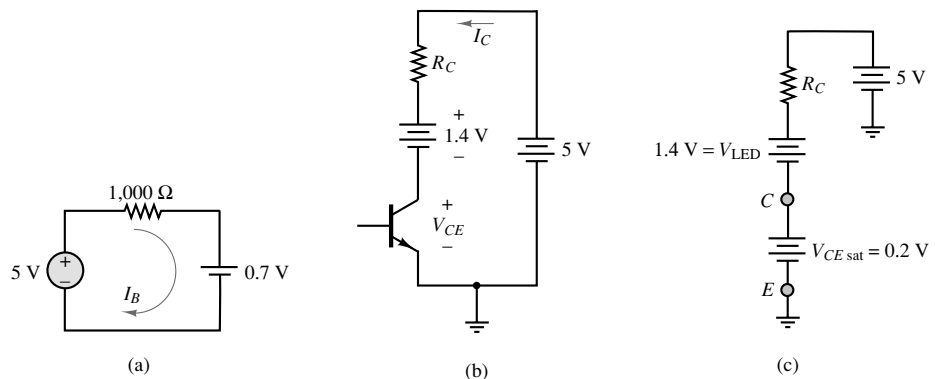 1,000 Ω
5 V
+
−
I_B
0.7 V
(a)
I_C
R_C
+
1.4 V
−
5 V
+
V_CE
−
(b)
R_C
5 V
1.4 V = V_LED
C
V_CE sat = 0.2 V
E
(c)